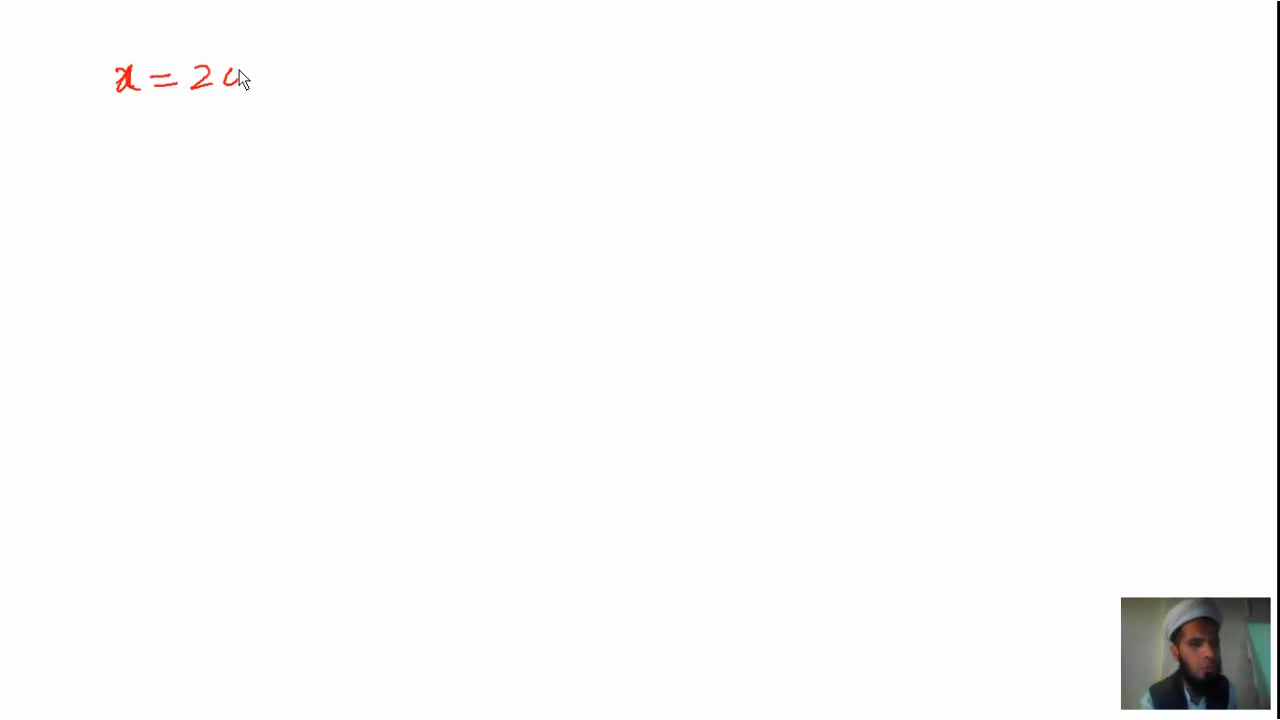 x = 2